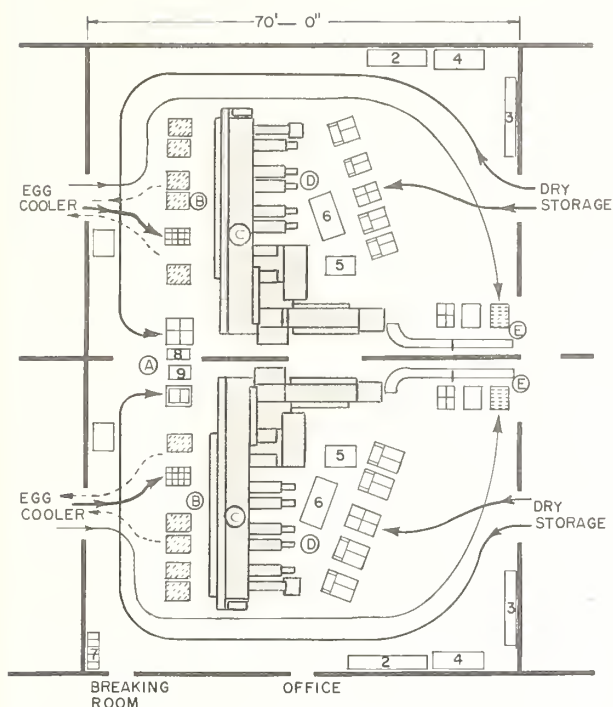 70'—0"
2
4
3
EGG
COOLER
B
D
DRY
STORAGE
6
C
5
8
A
E
9
E
5
B
6
EGG
COOLER
C
DRY
STORAGE
D
3
7
2
4
BREAKING
ROOM
OFFICE